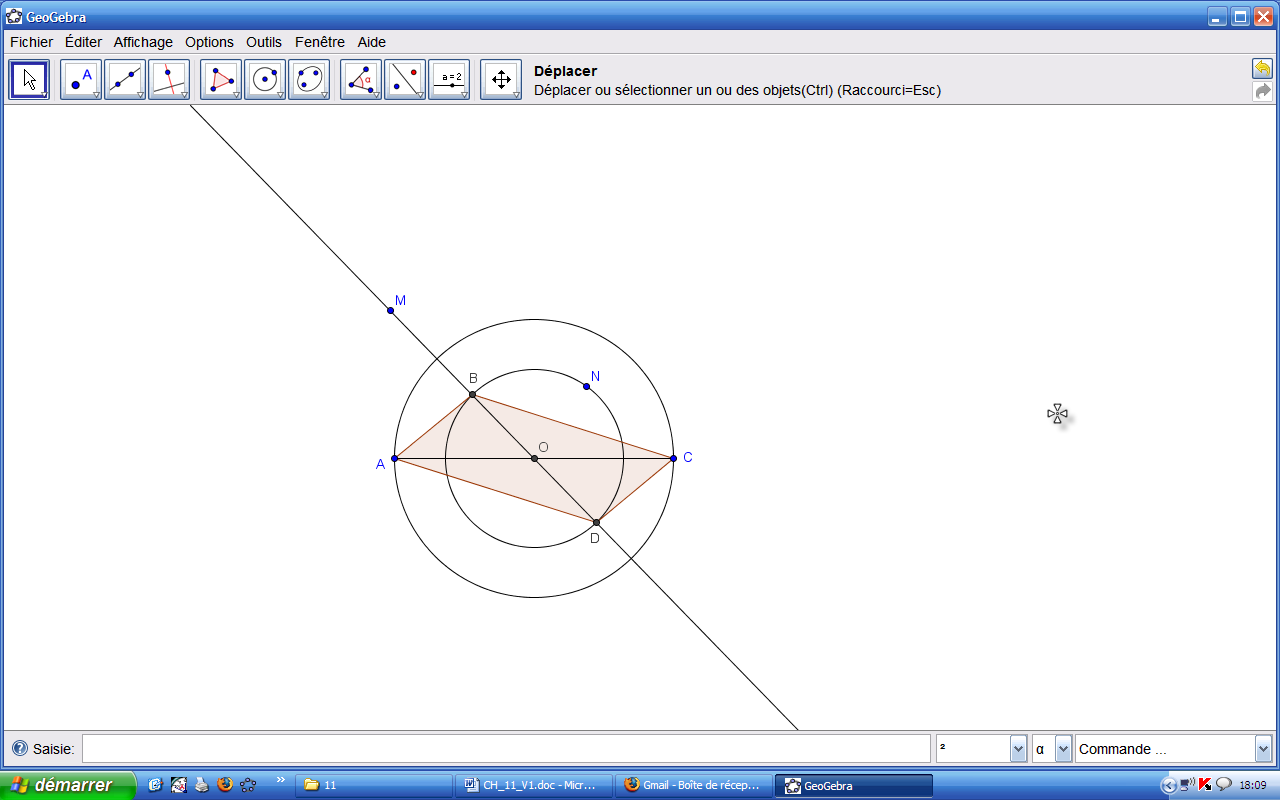 GeoGebra
Fichier Éditer Affichage Options Outils Fenêtre Aide
A
α
a = 2
Déplacer
Déplacer ou sélectionner un ou des objets(Ctrl) (Raccourci=Esc)
M
B
N
O
A
C
D
Saisie:
²
α
Commande ...
démarrer
»
11
CH_11_V1.doc - Micr...
Gmail - Boîte de récep...
GeoGebra
18:09